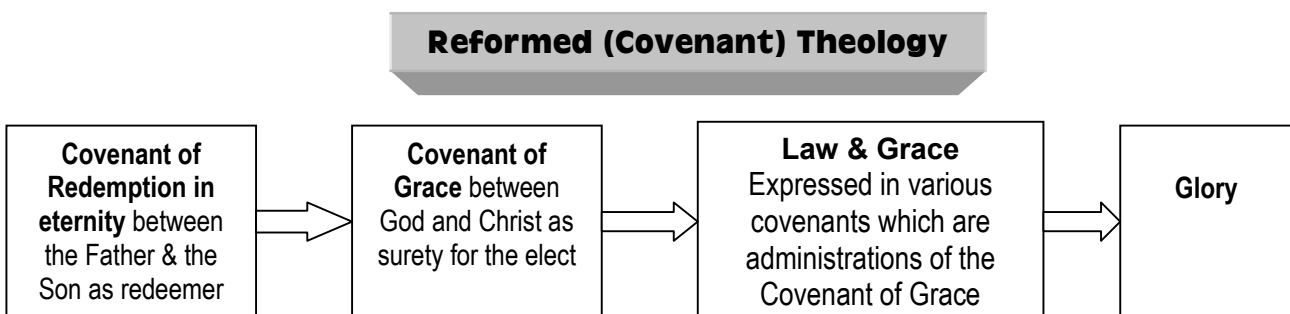 Reformed (Covenant) Theology
Covenant of
Redemption in
eternity between
the Father & the
Son as redeemer
Covenant of
Grace between
God and Christ as
surety for the elect
Law & Grace
Expressed in various
covenants which are
administrations of the
Covenant of Grace
Glory